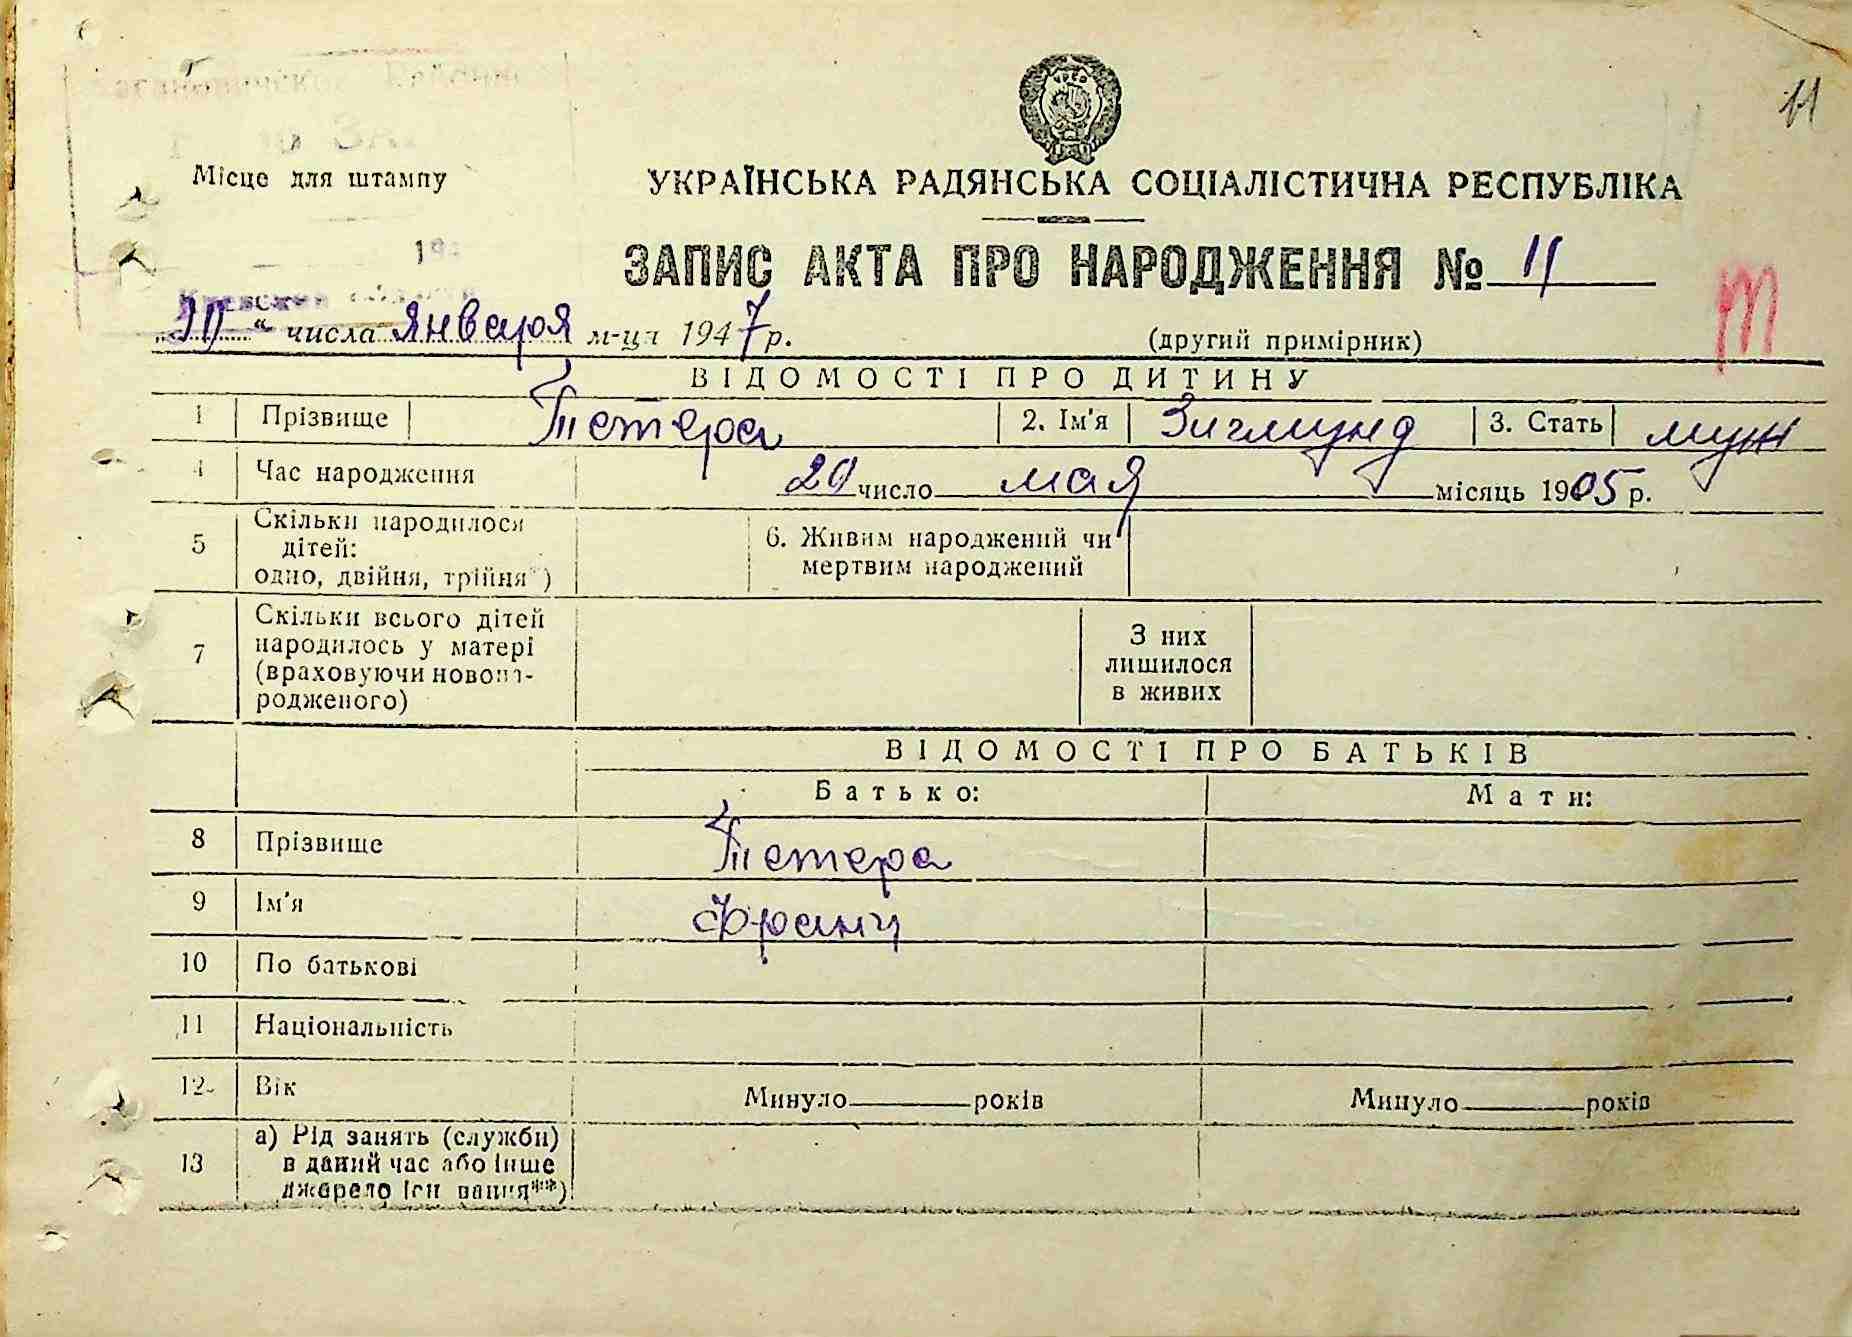 11
Місце для штампу
УКРАЇНСЬКА РАДЯНСЬКА СОЦІАЛІСТИЧНА РЕСПУБЛІКА
ЗАПИС АКТА ПРО НАРОДЖЕННЯ № 11
"10" числа января м-ця 1947 р. (другий примірник)
ВІДОМОСТІ ПРО ДИТИНУ
1 Прізвище Тетера 2. Ім'я Зигмунд 3. Стать муж
4 Час народження 20 число мая місяць 1905 р.
5 Скільки народилося дітей: одно, двійня, трійня*) 6. Живим народжений чи мертвим народжений
7 Скільки всього дітей народилось у матері (враховуючи новонародженого) З них лишилося в живих
ВІДОМОСТІ ПРО БАТЬКІВ
Батько: Мати:
8 Прізвище Тетера
9 Ім'я Франц
10 По батькові
11 Національність
12 Вік Минуло років Минуло років
13 а) Рід занять (служби) в даний час або інше джерело існування**)